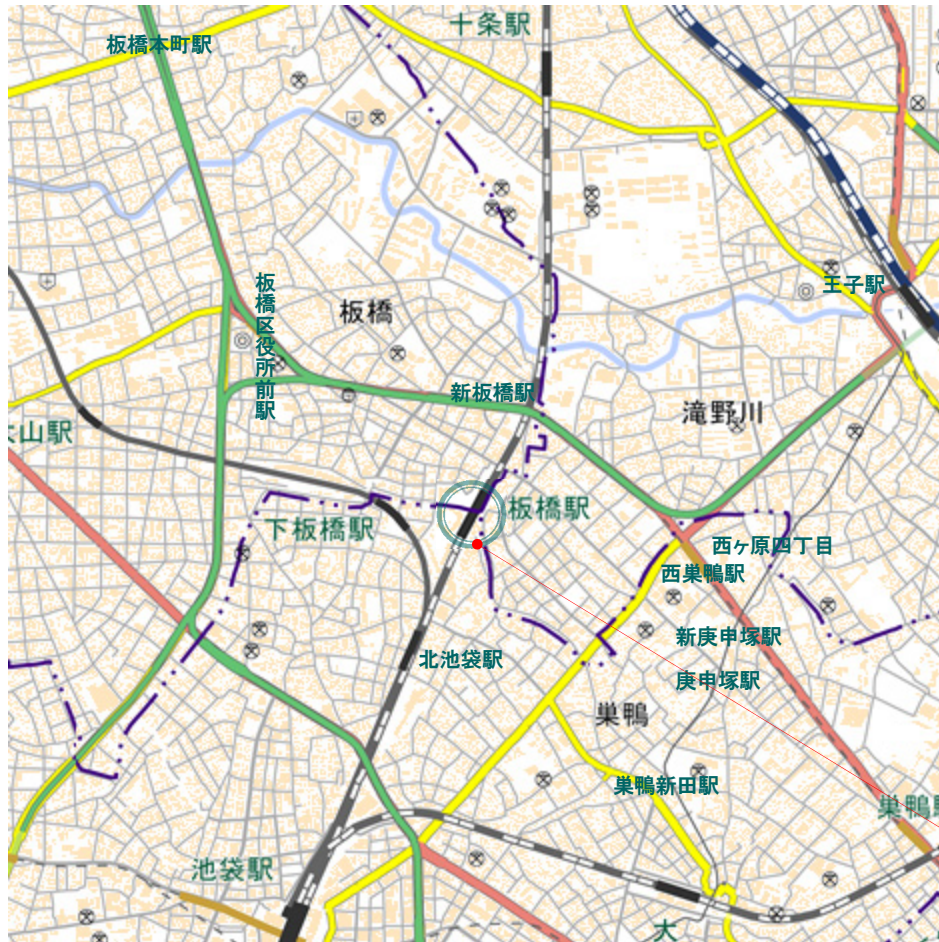 十条駅
板橋本町駅
板橋区役所前駅
王子駅
板橋
新板橋駅
滝野川
山駅
板橋駅
下板橋駅
西ヶ原四丁目
西巣鴨駅
新庚申塚駅
北池袋駅
庚申塚駅
巣鴨
巣鴨新田駅
巣鴨
池袋駅
大